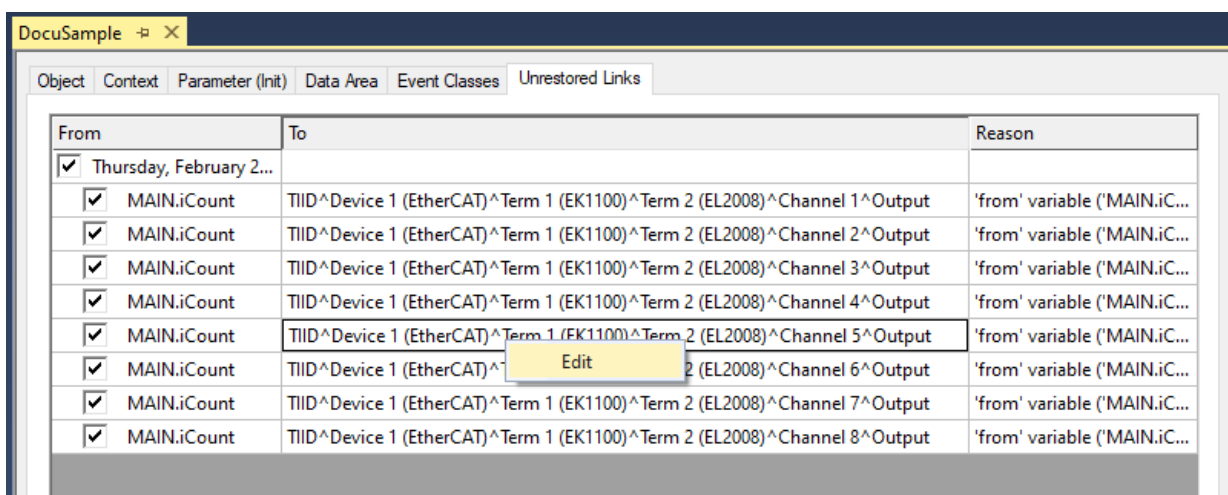 DocuSample
Object Context Parameter (Init) Data Area Event Classes Unrestored Links
From To Reason
Thursday, February 2...
MAIN.iCount TIID^Device 1 (EtherCAT)^Term 1 (EK1100)^Term 2 (EL2008)^Channel 1^Output 'from' variable ('MAIN.iC...
MAIN.iCount TIID^Device 1 (EtherCAT)^Term 1 (EK1100)^Term 2 (EL2008)^Channel 2^Output 'from' variable ('MAIN.iC...
MAIN.iCount TIID^Device 1 (EtherCAT)^Term 1 (EK1100)^Term 2 (EL2008)^Channel 3^Output 'from' variable ('MAIN.iC...
MAIN.iCount TIID^Device 1 (EtherCAT)^Term 1 (EK1100)^Term 2 (EL2008)^Channel 4^Output 'from' variable ('MAIN.iC...
MAIN.iCount TIID^Device 1 (EtherCAT)^Term 1 (EK1100)^Term 2 (EL2008)^Channel 5^Output 'from' variable ('MAIN.iC...
MAIN.iCount TIID^Device 1 (EtherCAT)^T Edit 2 (EL2008)^Channel 6^Output 'from' variable ('MAIN.iC...
MAIN.iCount TIID^Device 1 (EtherCAT)^Term 1 (EK1100)^Term 2 (EL2008)^Channel 7^Output 'from' variable ('MAIN.iC...
MAIN.iCount TIID^Device 1 (EtherCAT)^Term 1 (EK1100)^Term 2 (EL2008)^Channel 8^Output 'from' variable ('MAIN.iC...